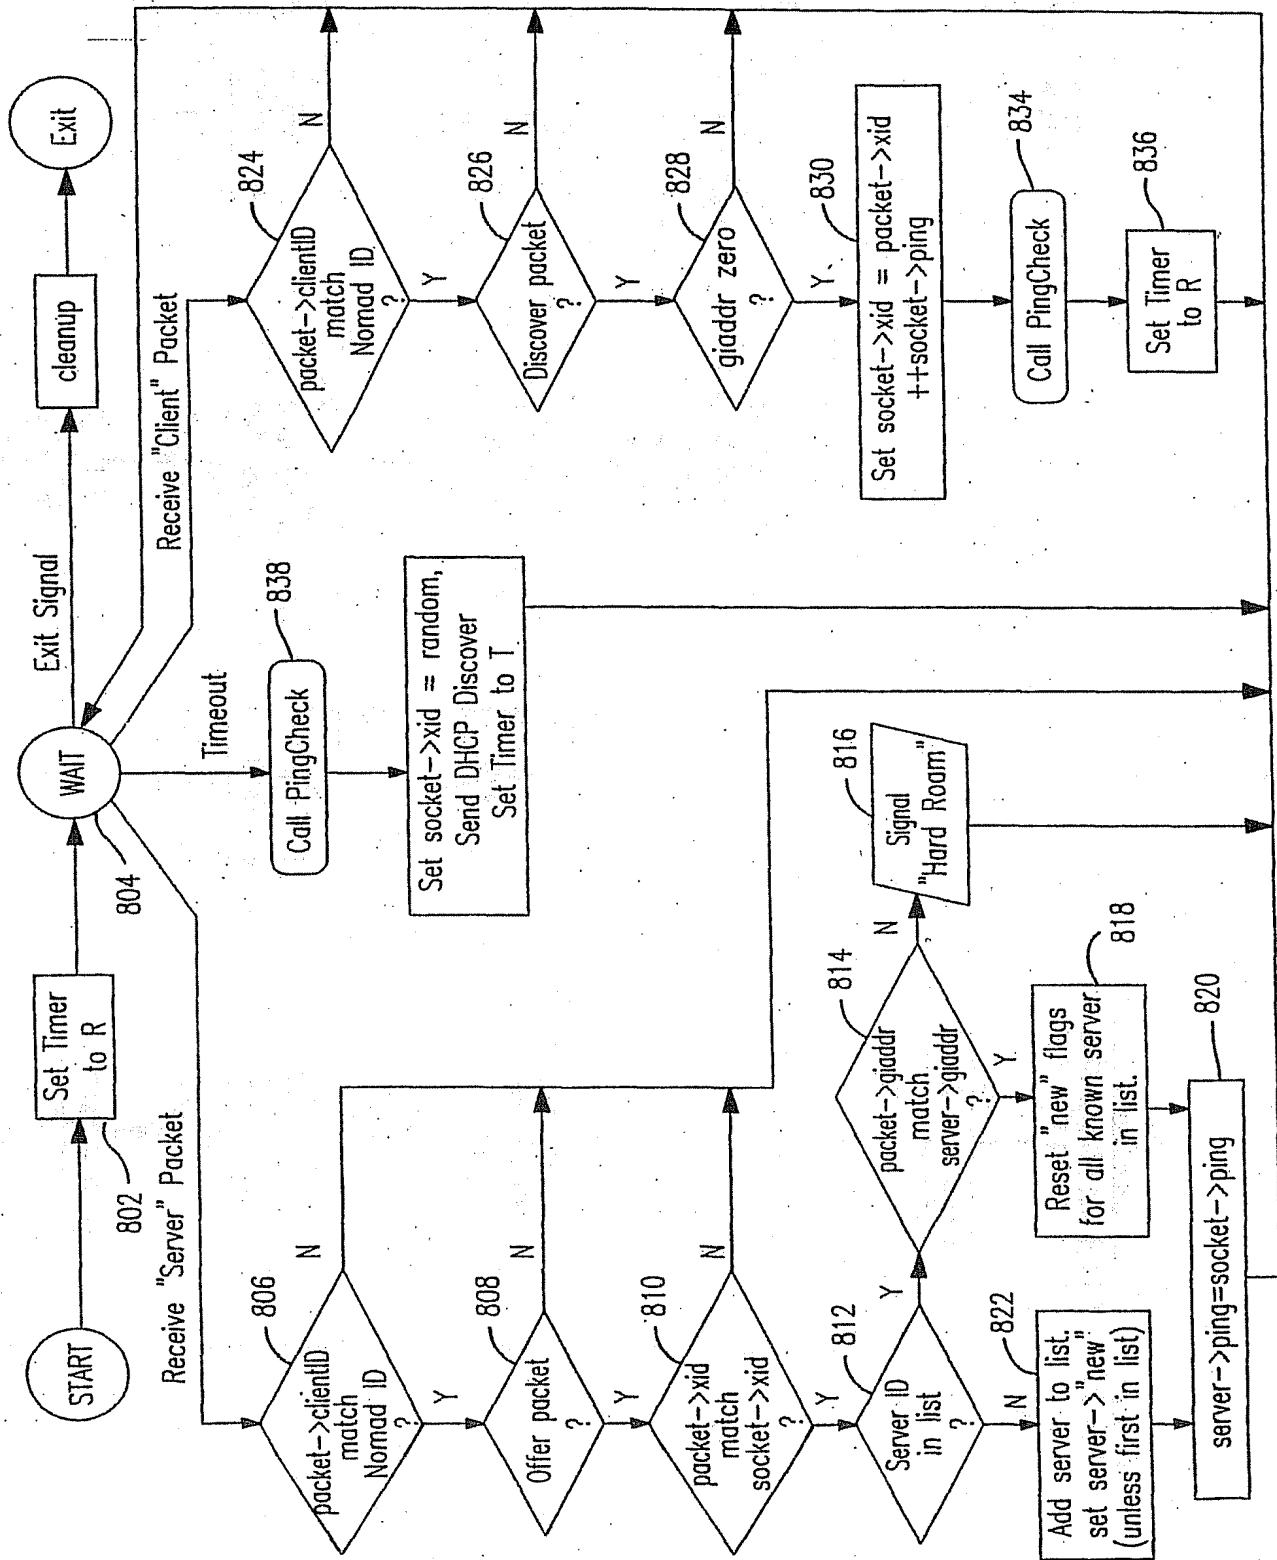 START
Set Timer
to R
802
WAIT
804
Exit Signal
cleanup
Exit
Receive "Server" Packet
Timeout
Receive "Client" Packet
806
packet->clientID
match
Nomad ID
?
N
Y
808
Offer packet
?
N
Y
810
packet->xid
match
socket->xid
?
N
Y
812
Server ID
in list
?
Y
N
822
Add server to list.
set server->"new"
(unless first in list)
814
packet->giaddr
match
server->giaddr
?
N
Y
816
Signal
"Hard Roam"
818
Reset "new" flags
for all known server
in list.
820
server->ping=socket->ping
838
Call PingCheck
Set socket->xid = random,
Send DHCP Discover
Set Timer to T
824
packet->clientID
match
Nomad ID
?
N
Y
826
Discover packet
?
N
Y
828
giaddr zero
?
N
Y
830
Set socket->xid = packet->xid
++socket->ping
834
Call PingCheck
836
Set Timer
to R